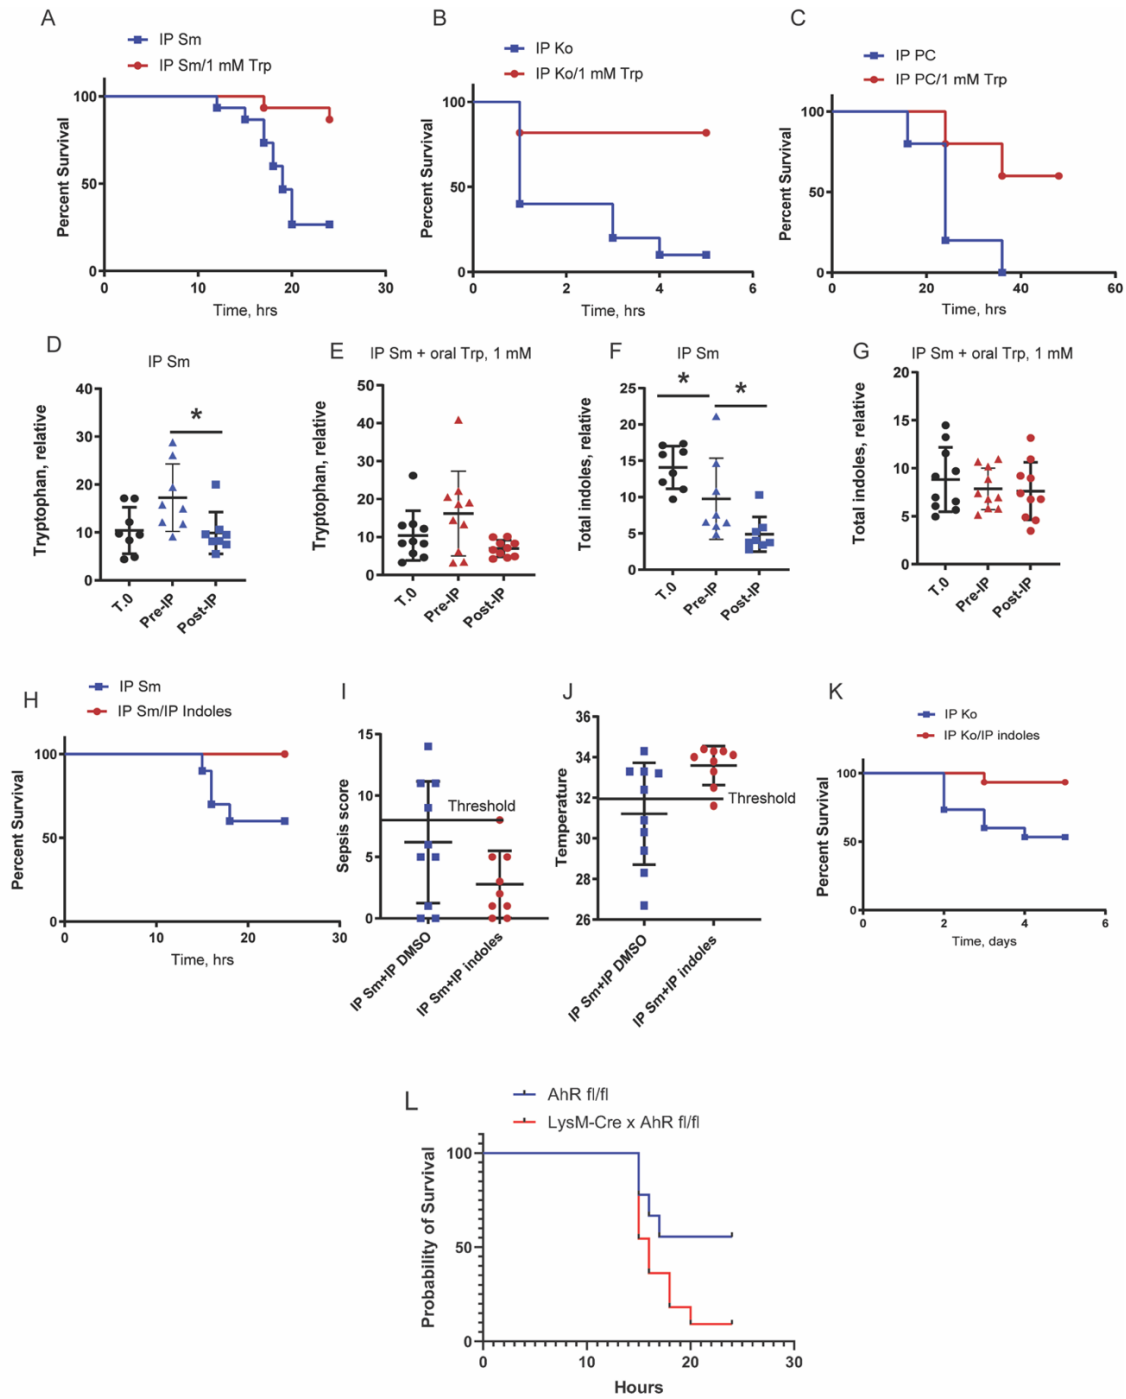 A
IP Sm
IP Sm/1 mM Trp
Percent Survival
100
50
0
0 10 20 30
Time, hrs
B
IP Ko
IP Ko/1 mM Trp
Percent Survival
100
50
0
0 2 4 6
Time, hrs
C
IP PC
IP PC/1 mM Trp
Percent Survival
100
50
0
0 20 40 60
Time, hrs
D
IP Sm
Tryptophan, relative
40
30
20
10
0
*
T.0 Pre-IP Post-IP
E
IP Sm + oral Trp, 1 mM
Tryptophan, relative
50
40
30
20
10
0
T.0 Pre-IP Post-IP
F
IP Sm
Total indoles, relative
25
20
15
10
5
0
* *
T.0 Pre-IP Post-IP
G
IP Sm + oral Trp, 1 mM
Total indoles, relative
20
15
10
5
0
T.0 Pre-IP Post-IP
H
IP Sm
IP Sm/IP Indoles
Percent Survival
100
50
0
0 10 20 30
Time, hrs
I
Sepsis score
15
10
5
0
Threshold
IP Sm+IP DMSO
IP Sm+IP indoles
J
Temperature
36
34
32
30
28
26
Threshold
IP Sm+IP DMSO
IP Sm+IP indoles
K
IP Ko
IP Ko/IP indoles
Percent Survival
100
50
0
0 2 4 6
Time, days
L
AhR fl/fl
LysM-Cre x AhR fl/fl
Probability of Survival
100
50
0
0 10 20 30
Hours